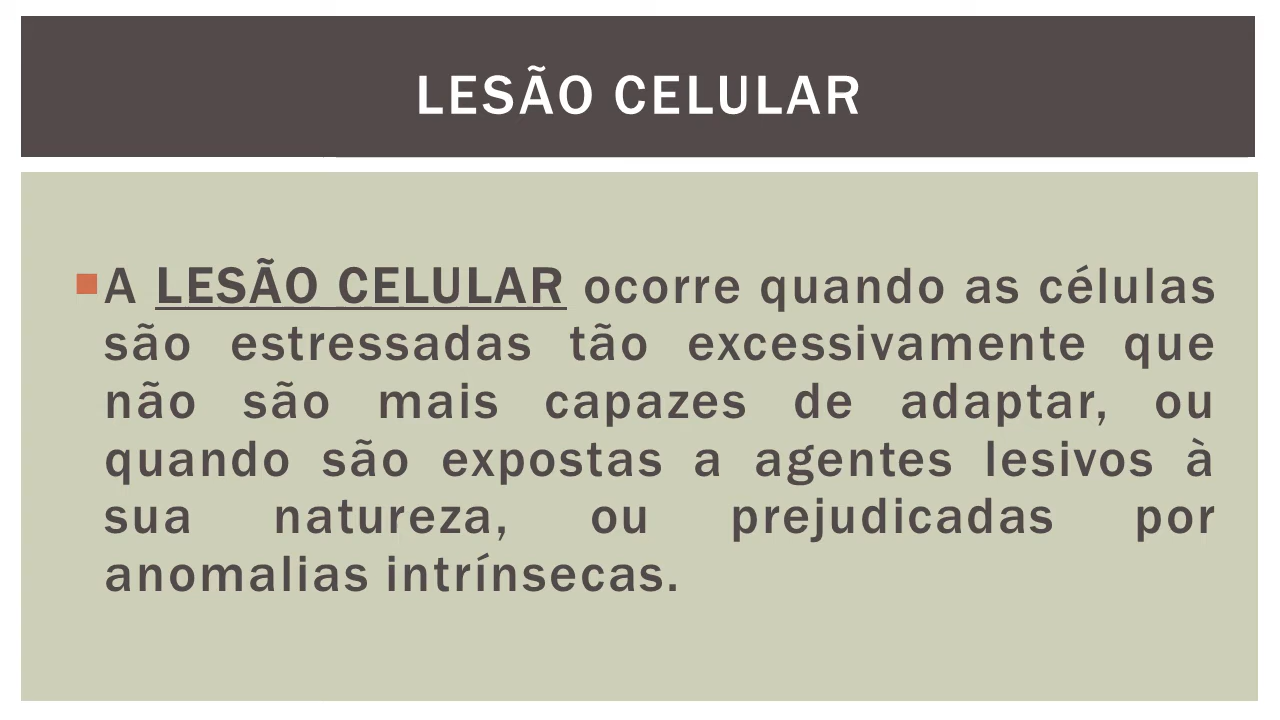 LESÃO CELULAR
A LESÃO CELULAR ocorre quando as células
são estressadas tão excessivamente que
não são mais capazes de adaptar, ou
quando são expostas a agentes lesivos à
sua natureza, ou prejudicadas por
anomalias intrínsecas.